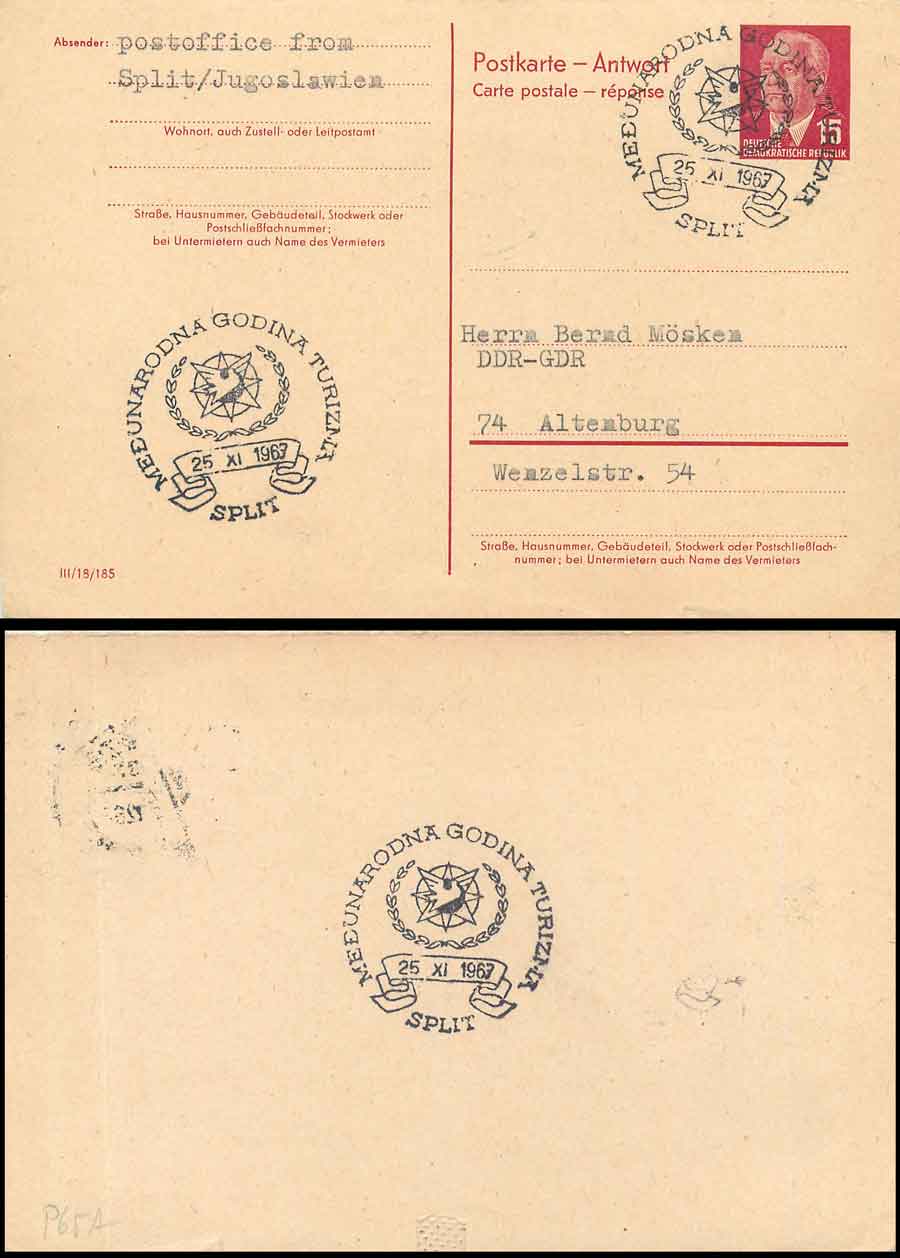 Absender: postoffice from
Split/Jugoslawien
Wohnort, auch Zustell- oder Leitpostamt
Straße, Hausnummer, Gebäudeteil, Stockwerk oder
Postschließfachnummer;
bei Untermietern auch Name des Vermieters
Postkarte – Antwort
Carte postale – réponse
15
DEUTSCHE
DEMOKRATISCHE REPUBLIK
MEĐUNARODNA GODINA TURIZMA
25 XI 1967
SPLIT
Herrn Bernd Mösken
DDR-GDR
74 Altenburg
Wenzelstr. 54
Straße, Hausnummer, Gebäudeteil, Stockwerk oder Postschließfach-
nummer; bei Untermietern auch Name des Vermieters
MEĐUNARODNA GODINA TURIZMA
25 XI 1967
SPLIT
III/18/185
MEĐUNARODNA GODINA TURIZMA
25 XI 1967
SPLIT
P65A